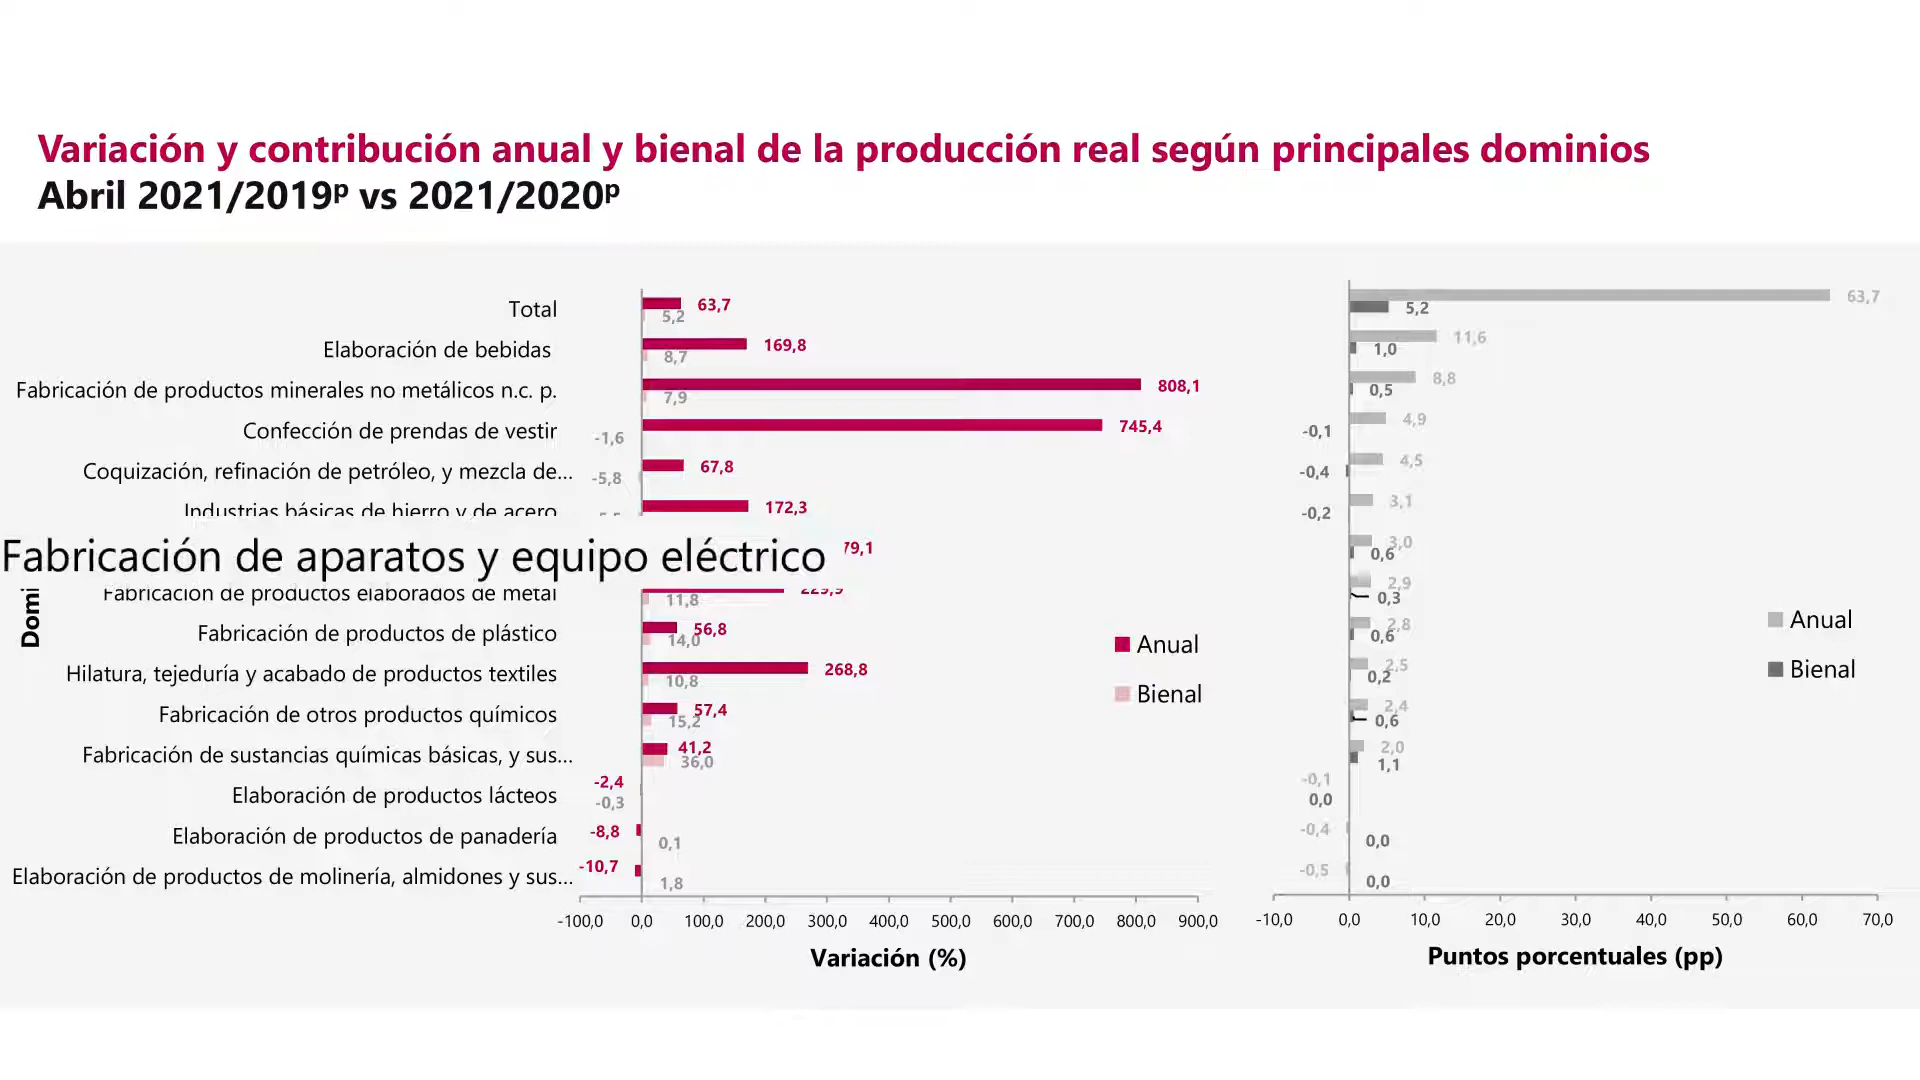 Variación y contribución anual y bienal de la producción real según principales dominios
Abril 2021/2019ᵖ vs 2021/2020ᵖ
Total
63,7
5,2
63,7
5,2
Elaboración de bebidas
169,8
8,7
11,6
1,0
Fabricación de productos minerales no metálicos n.c. p.
808,1
7,9
8,8
0,5
Confección de prendas de vestir
-1,6
745,4
-0,1
4,9
Coquización, refinación de petróleo, y mezcla de...
-5,8
67,8
-0,4
4,5
Industrias básicas de hierro y de acero
172,3
-0,2
3,1
Fabricación de aparatos y equipo eléctrico
79,1
3,0
0,6
Fabricación de productos elaborados de metal
229,9
11,8
2,9
0,3
Fabricación de productos de plástico
56,8
14,0
2,8
0,6
Hilatura, tejeduría y acabado de productos textiles
268,8
10,8
2,5
0,2
Fabricación de otros productos químicos
57,4
15,2
2,4
0,6
Fabricación de sustancias químicas básicas, y sus...
41,2
36,0
2,0
1,1
Elaboración de productos lácteos
-2,4
-0,3
-0,1
0,0
Elaboración de productos de panadería
-8,8
0,1
-0,4
0,0
Elaboración de productos de molinería, almidones y sus...
-10,7
1,8
-0,5
0,0
Domi
Anual
Bienal
Anual
Bienal
-100,0 0,0 100,0 200,0 300,0 400,0 500,0 600,0 700,0 800,0 900,0
Variación (%)
-10,0 0,0 10,0 20,0 30,0 40,0 50,0 60,0 70,0
Puntos porcentuales (pp)